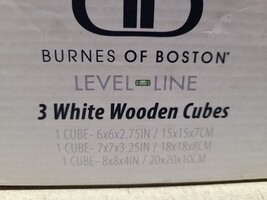 BURNES OF BOSTON
LEVEL LINE
3 White Wooden Cubes
1 CUBE- 6x6x2.75IN / 15x15x7CM
1 CUBE- 7x7x3.25IN / 18x18x8CM
1 CUBE- 8x8x4IN / 20x20x10CM